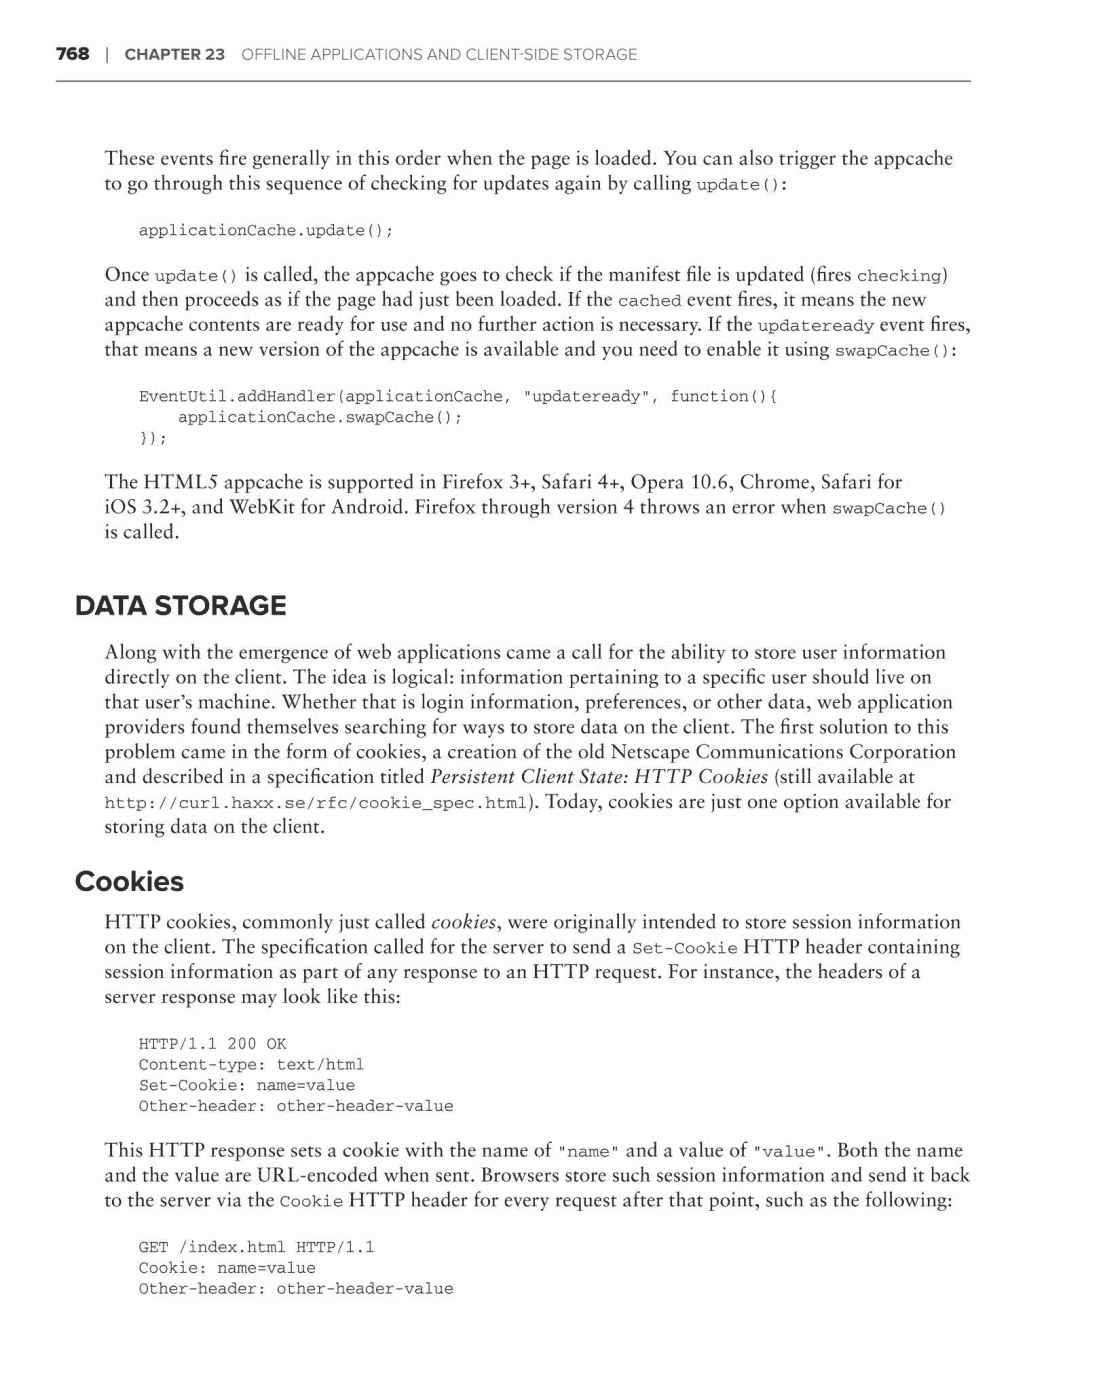 768 | CHAPTER 23 OFFLINE APPLICATIONS AND CLIENT-SIDE STORAGE
These events fire generally in this order when the page is loaded. You can also trigger the appcache
to go through this sequence of checking for updates again by calling update():
applicationCache.update();
Once update() is called, the appcache goes to check if the manifest file is updated (fires checking)
and then proceeds as if the page had just been loaded. If the cached event fires, it means the new
appcache contents are ready for use and no further action is necessary. If the updateready event fires,
that means a new version of the appcache is available and you need to enable it using swapCache():
EventUtil.addHandler(applicationCache, "updateready", function(){
    applicationCache.swapCache();
});
The HTML5 appcache is supported in Firefox 3+, Safari 4+, Opera 10.6, Chrome, Safari for
iOS 3.2+, and WebKit for Android. Firefox through version 4 throws an error when swapCache()
is called.
DATA STORAGE
Along with the emergence of web applications came a call for the ability to store user information
directly on the client. The idea is logical: information pertaining to a specific user should live on
that user's machine. Whether that is login information, preferences, or other data, web application
providers found themselves searching for ways to store data on the client. The first solution to this
problem came in the form of cookies, a creation of the old Netscape Communications Corporation
and described in a specification titled Persistent Client State: HTTP Cookies (still available at
http://curl.haxx.se/rfc/cookie_spec.html). Today, cookies are just one option available for
storing data on the client.
Cookies
HTTP cookies, commonly just called cookies, were originally intended to store session information
on the client. The specification called for the server to send a Set-Cookie HTTP header containing
session information as part of any response to an HTTP request. For instance, the headers of a
server response may look like this:
HTTP/1.1 200 OK
Content-type: text/html
Set-Cookie: name=value
Other-header: other-header-value
This HTTP response sets a cookie with the name of "name" and a value of "value". Both the name
and the value are URL-encoded when sent. Browsers store such session information and send it back
to the server via the Cookie HTTP header for every request after that point, such as the following:
GET /index.html HTTP/1.1
Cookie: name=value
Other-header: other-header-value